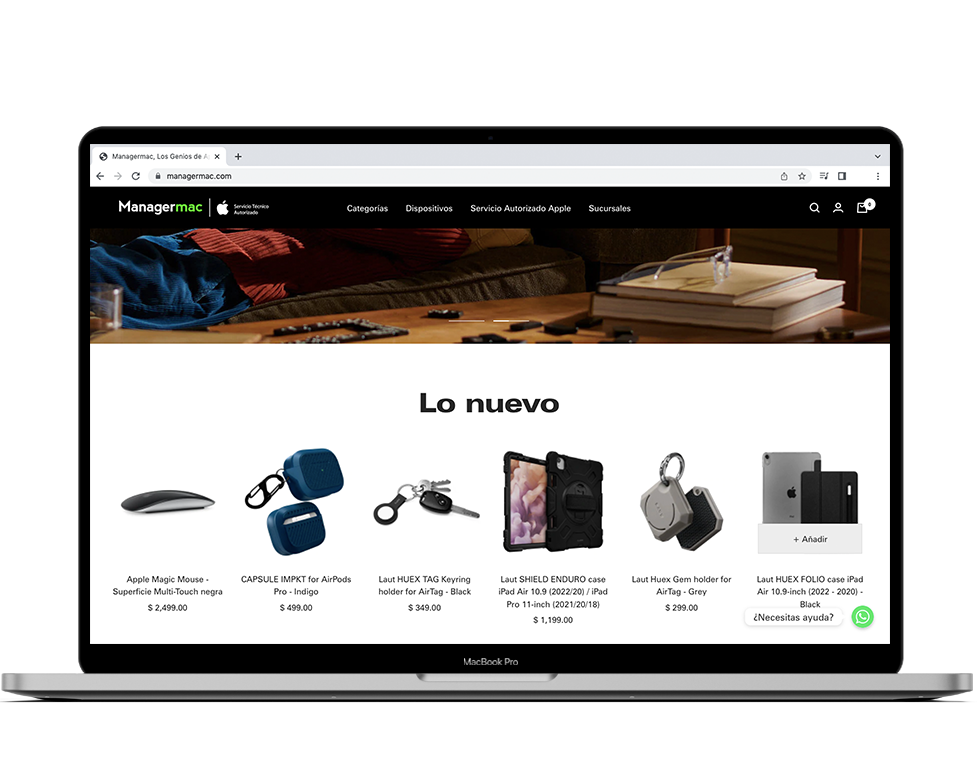 Managermac, Los Genios de A
managermac.com
Managermac
Servicio Técnico
Autorizado
Categorías
Dispositivos
Servicio Autorizado Apple
Sucursales
0
Lo nuevo
+ Añadir
Apple Magic Mouse -
Superficie Multi-Touch negra
$ 2,499.00
CAPSULE IMPKT for AirPods
Pro - Indigo
$ 499.00
Laut HUEX TAG Keyring
holder for AirTag - Black
$ 349.00
Laut SHIELD ENDURO case
iPad Air 10.9 (2022/20) / iPad
Pro 11-inch (2021/20/18)
$ 1,199.00
Laut Huex Gem holder for
AirTag - Grey
$ 299.00
Laut HUEX FOLIO case iPad
Air 10.9-inch (2022 - 2020) -
Black
¿Necesitas ayuda?
MacBook Pro